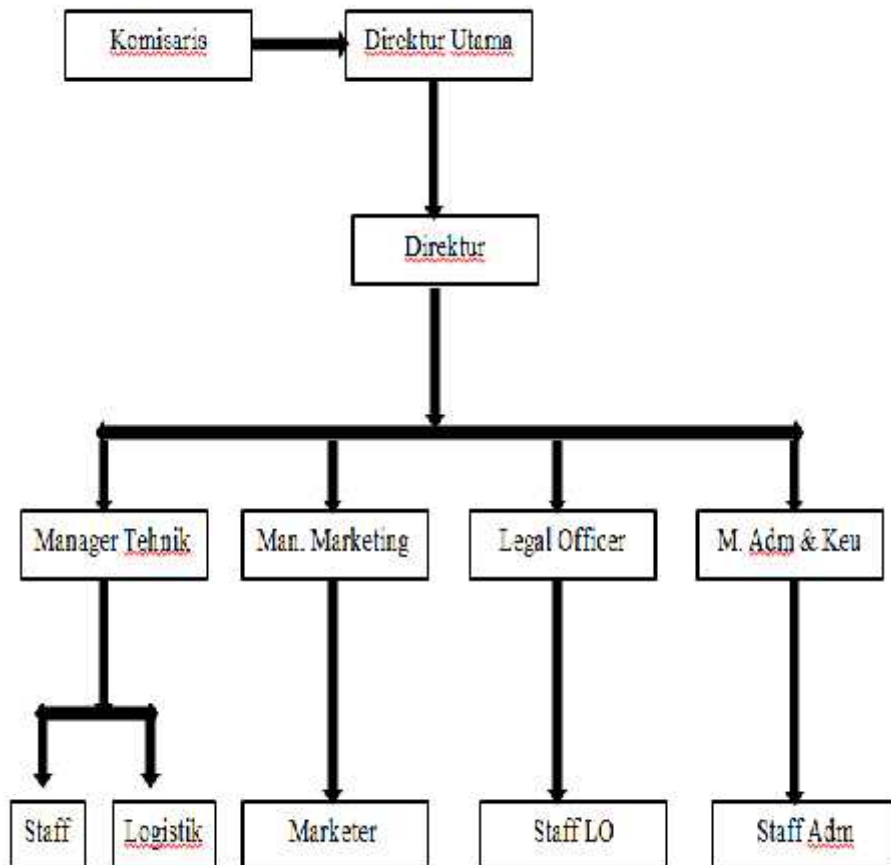 Komisaris
Direktur Utama
Direktur
Manager Tehnik
Man. Marketing
Legal Officer
M. Adm & Keu
Staff
Logistik
Marketer
Staff LO
Staff Adm